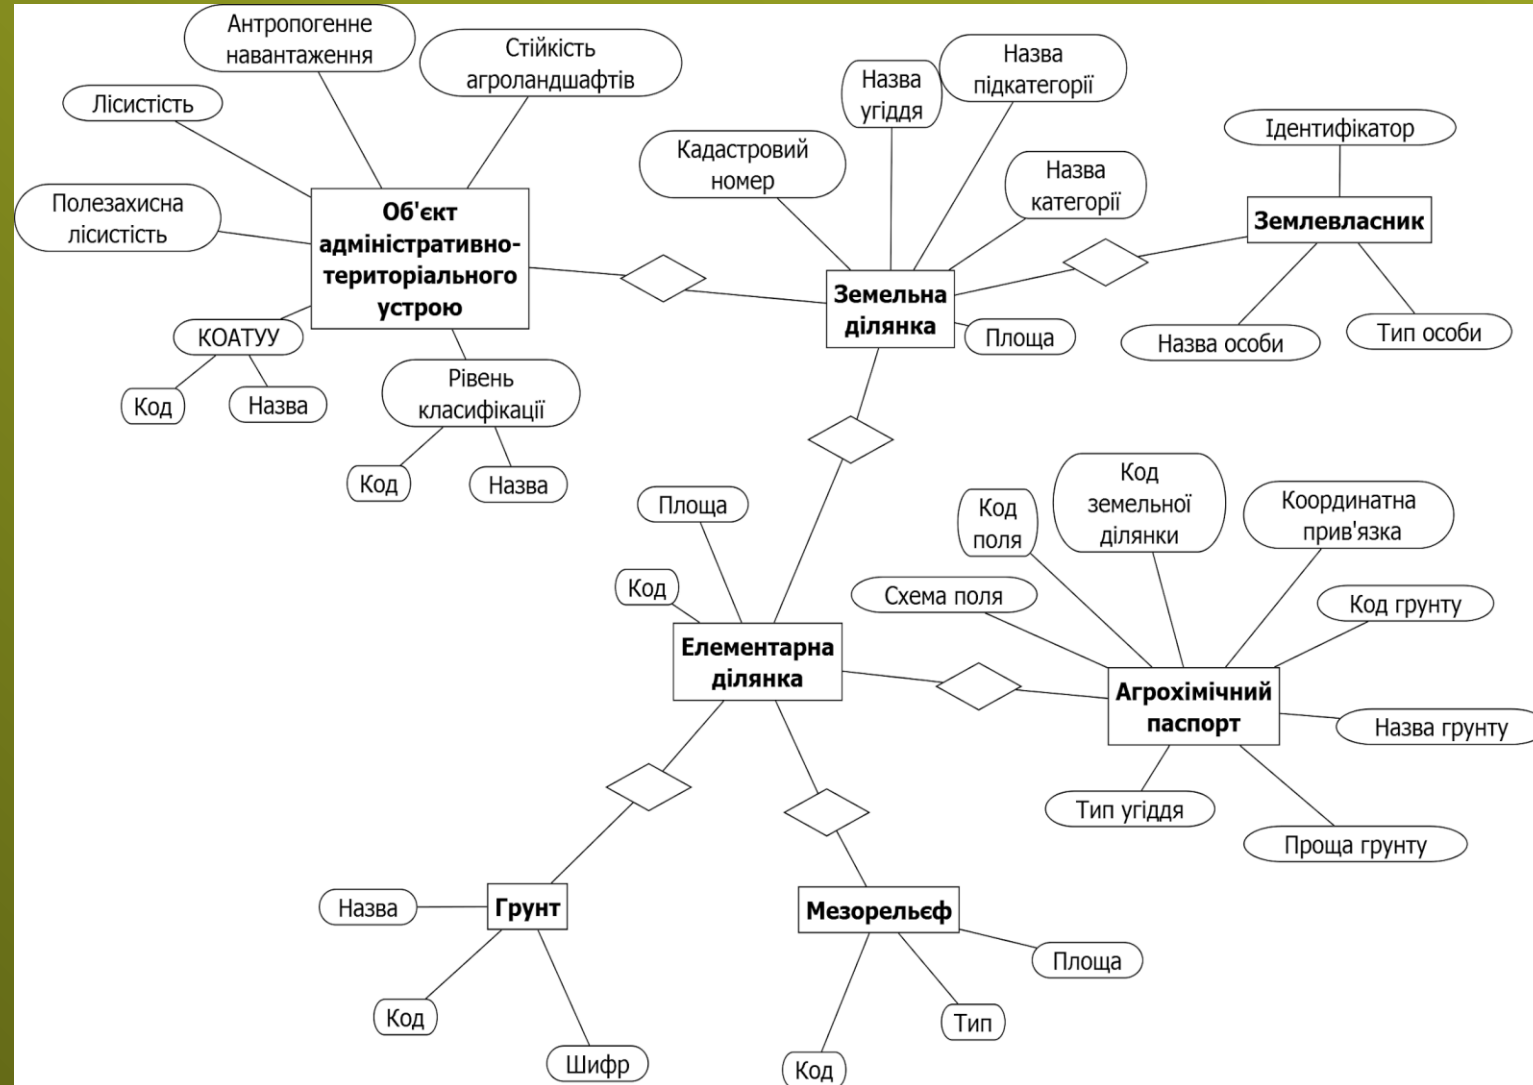 Антропогенне
навантаження
Стійкість
агроландшафтів
Лісистість
Полезахисна
лісистість
Об'єкт
адміністративно-
територіального
устрою
КОАТУУ
Код
Назва
Рівень
класифікації
Код
Назва
Назва
угіддя
Назва
підкатегорії
Кадастровий
номер
Назва
категорії
Земельна
ділянка
Площа
Ідентифікатор
Землевласник
Назва особи
Тип особи
Площа
Код
Елементарна
ділянка
Код
поля
Код
земельної
ділянки
Координатна
прив'язка
Схема поля
Код грунту
Агрохімічний
паспорт
Назва грунту
Тип угіддя
Проща грунту
Назва
Грунт
Код
Шифр
Мезорельєф
Площа
Тип
Код